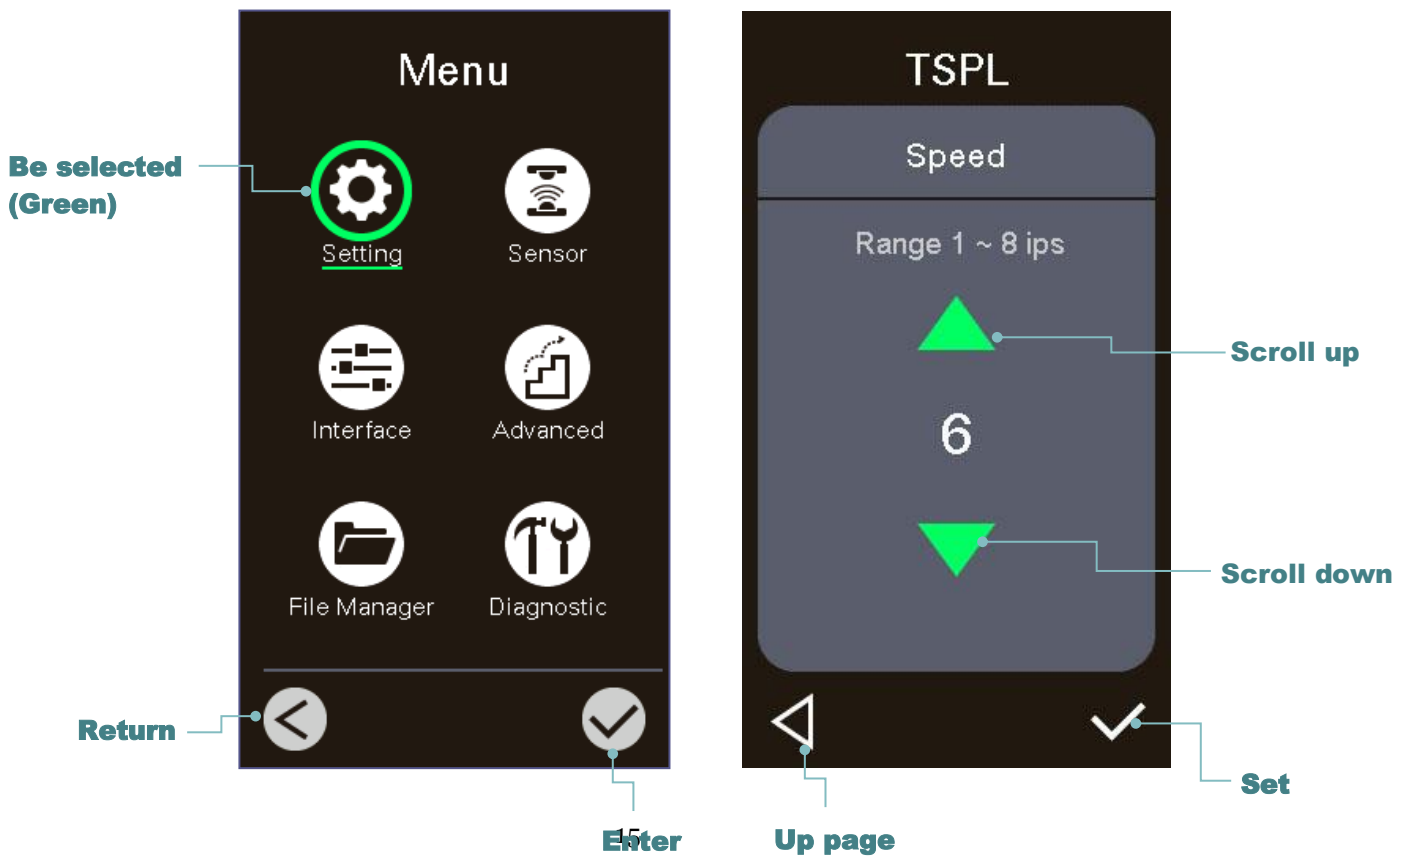 Menu
Be selected
(Green)
Setting
Sensor
Interface
Advanced
File Manager
Diagnostic
Return
Enter
15
TSPL
Speed
Range 1 ~ 8 ips
Scroll up
6
Scroll down
Set
Up page